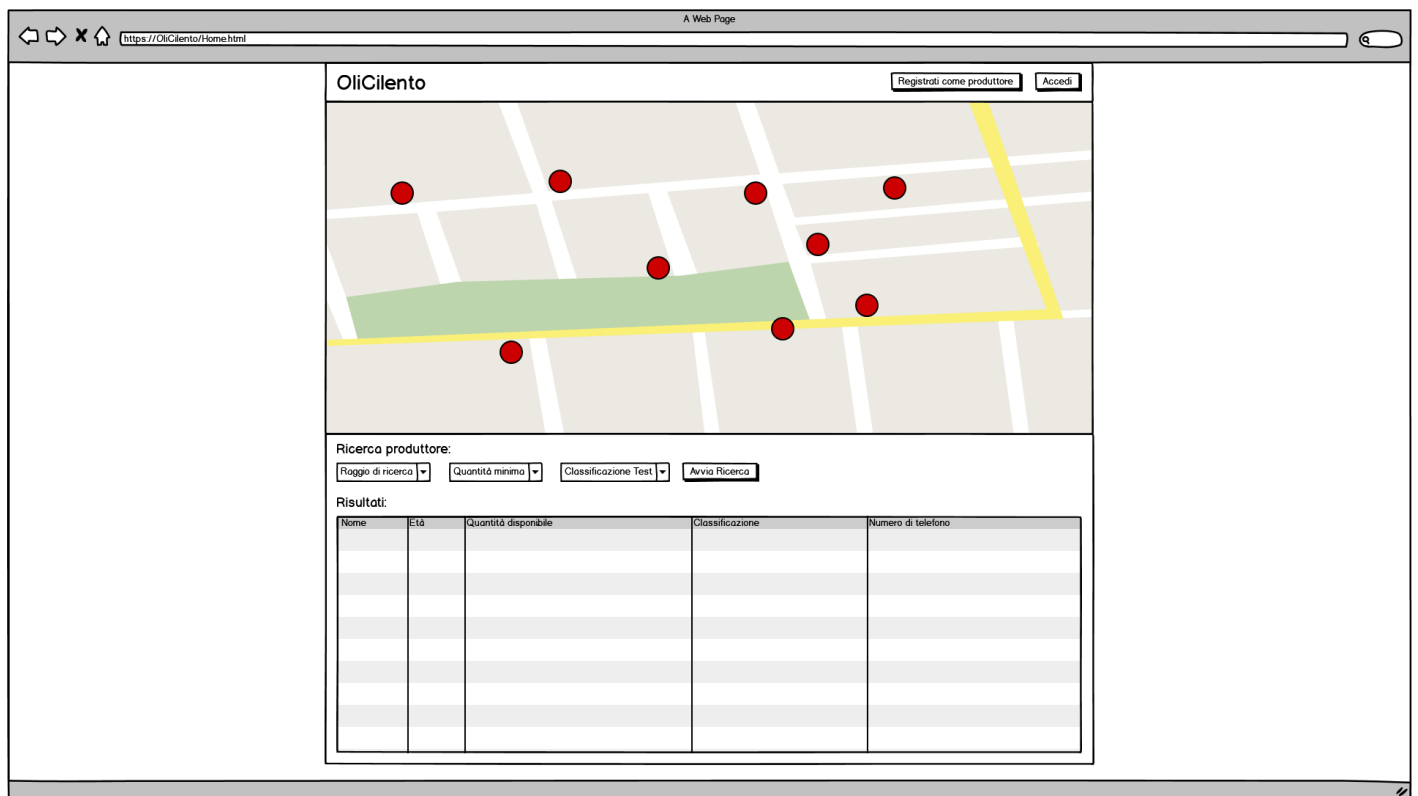 A Web Page
https://OliCilento/Home.html
OliCilento
Registrati come produttore
Accedi
Ricerca produttore:
Raggio di ricerca
Quantità minima
Classificazione Test
Avvia Ricerca
Risultati:
Nome
Età
Quantità disponibile
Classificazione
Numero di telefono